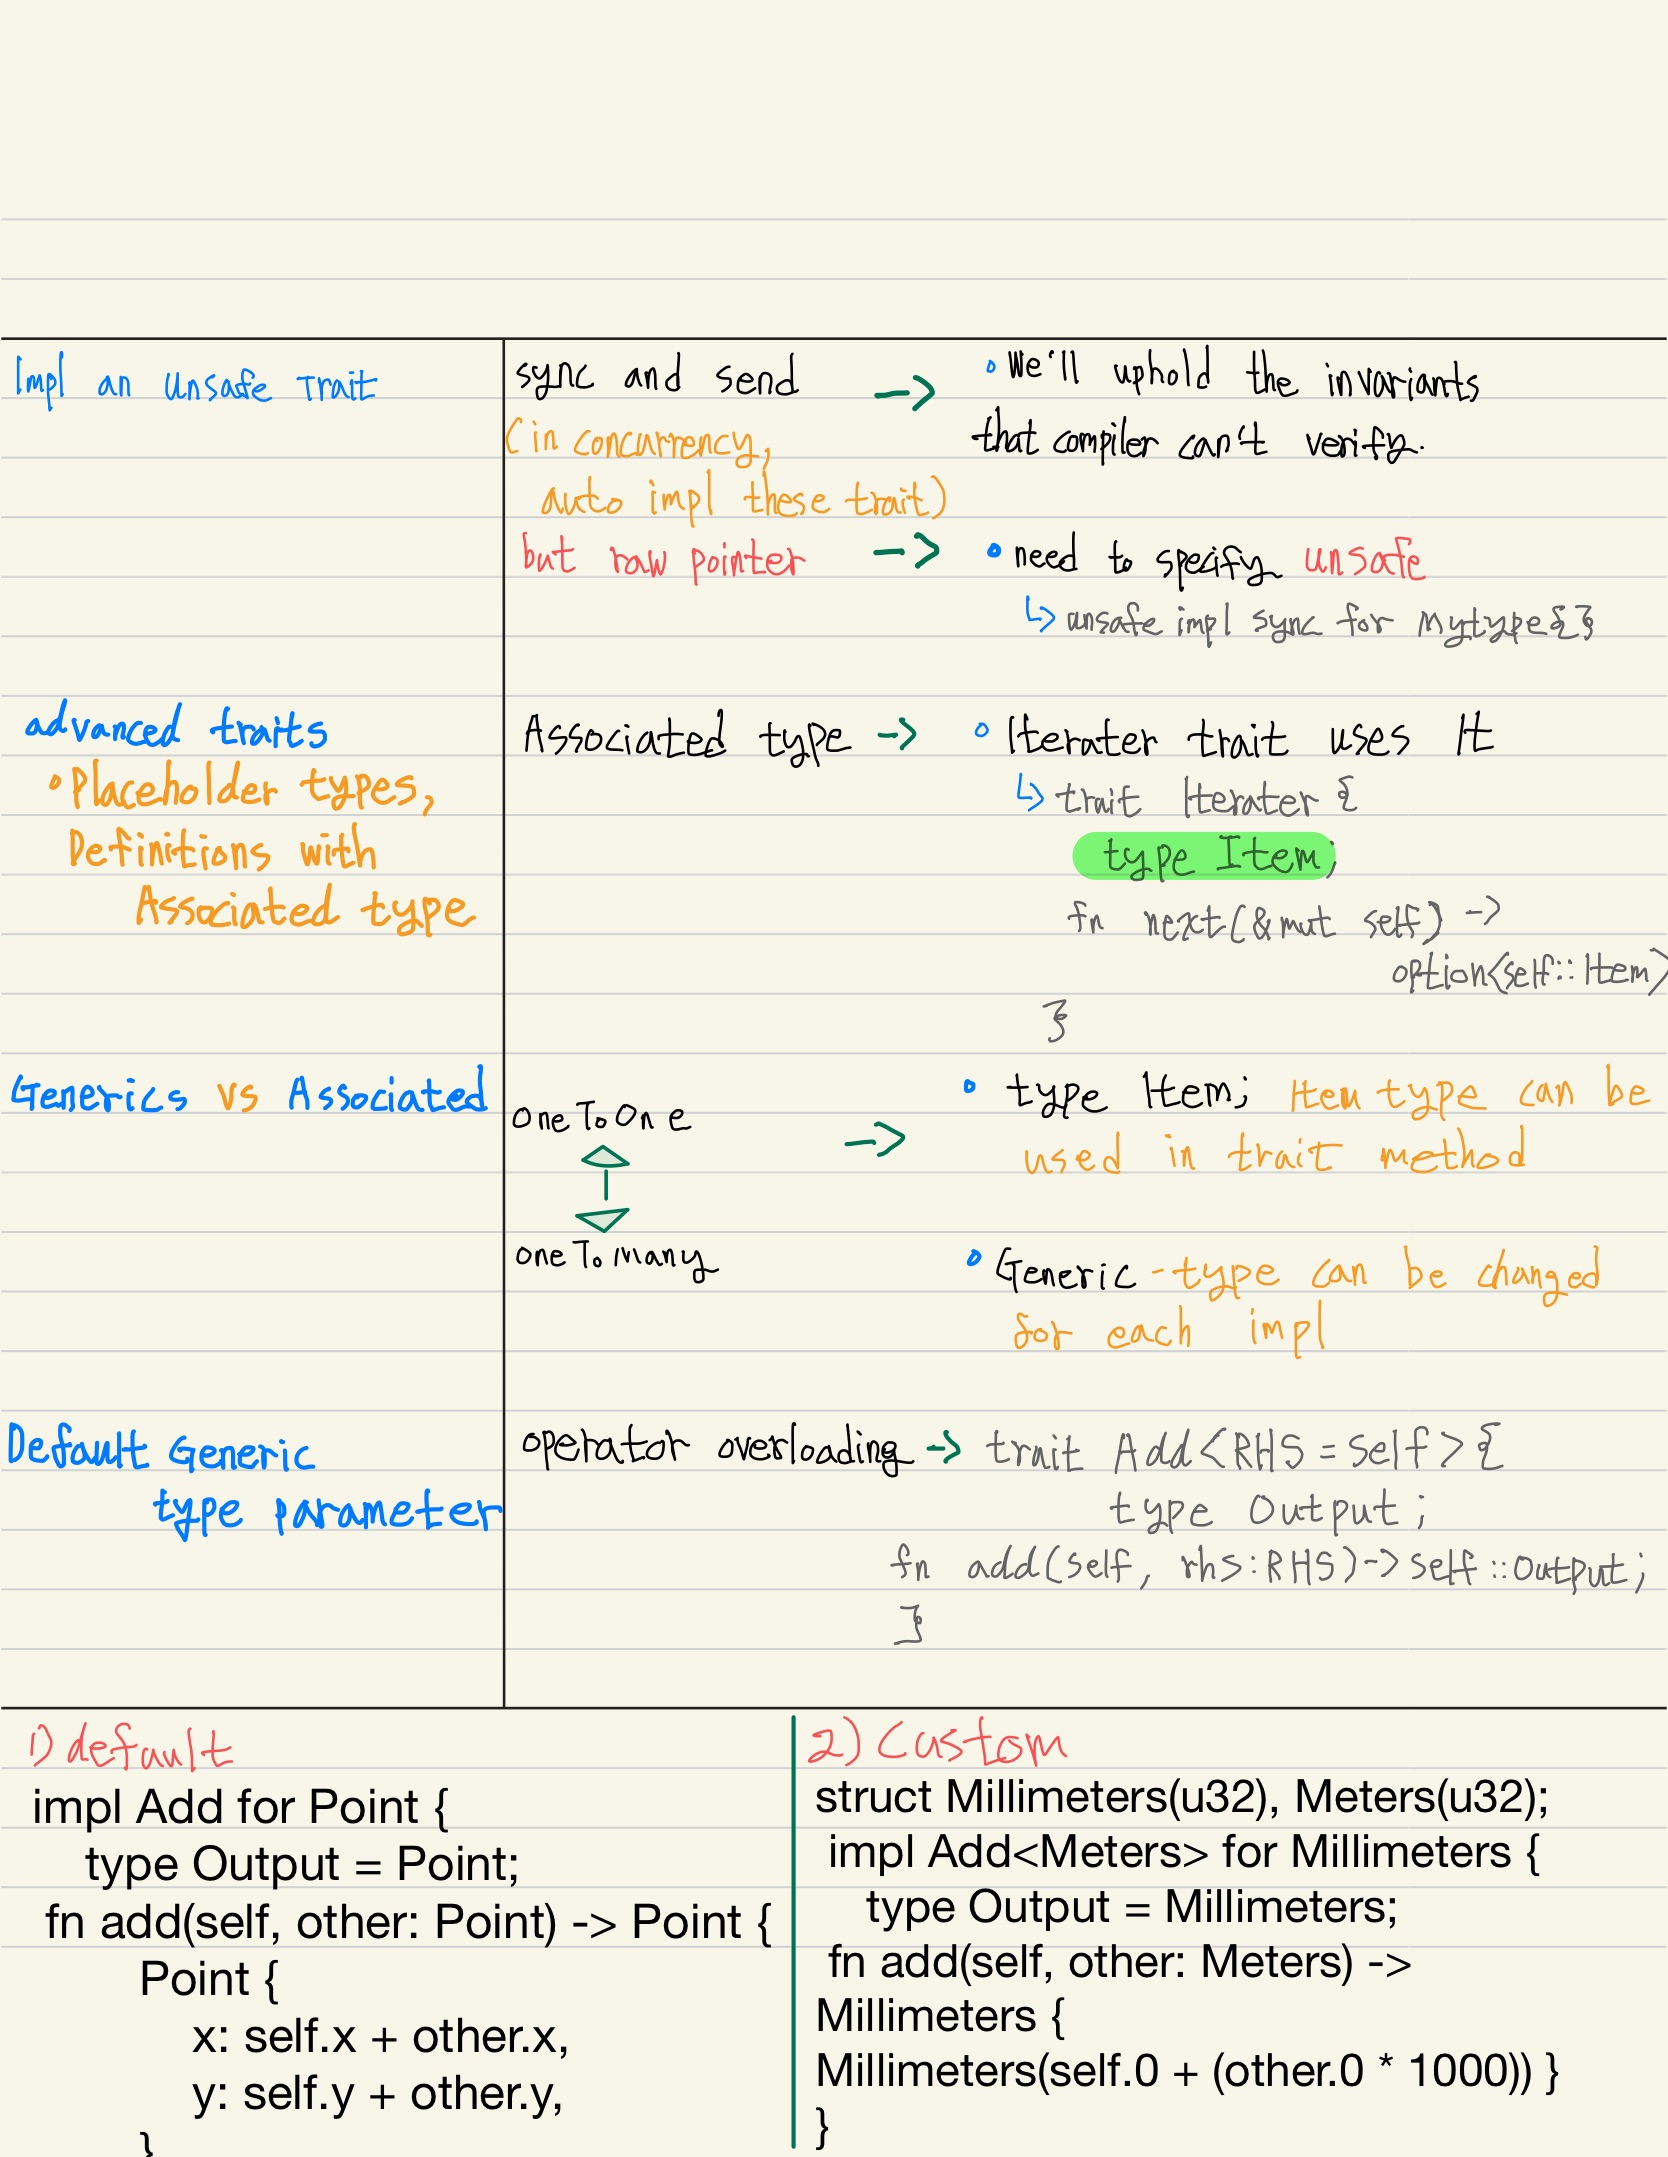 Impl an Unsafe Trait
sync and send -> • We'll uphold the invariants
(in concurrency, that compiler can't verify.
auto impl these trait)
but raw pointer -> • need to specify unsafe
↳ unsafe impl sync for Mytype{}
advanced traits
• Placeholder types,
Definitions with
Associated type
Associated type -> • Iterater trait uses It
↳ trait Iterater {
type Item;
fn next(&mut self) ->
option<self::Item>
}
Generics vs Associated
One To One
One To Many
-> • type Item; Item type can be
used in trait method
• Generic - type can be changed
for each impl
Default Generic
type parameter
operator overloading -> trait Add<RHS=self>{
type Output;
fn add(self, rhs:RHS)->self::Output;
}
1) default
impl Add for Point {
type Output = Point;
fn add(self, other: Point) -> Point {
Point {
x: self.x + other.x,
y: self.y + other.y,
}
2) Custom
struct Millimeters(u32), Meters(u32);
impl Add<Meters> for Millimeters {
type Output = Millimeters;
fn add(self, other: Meters) ->
Millimeters {
Millimeters(self.0 + (other.0 * 1000)) }
}